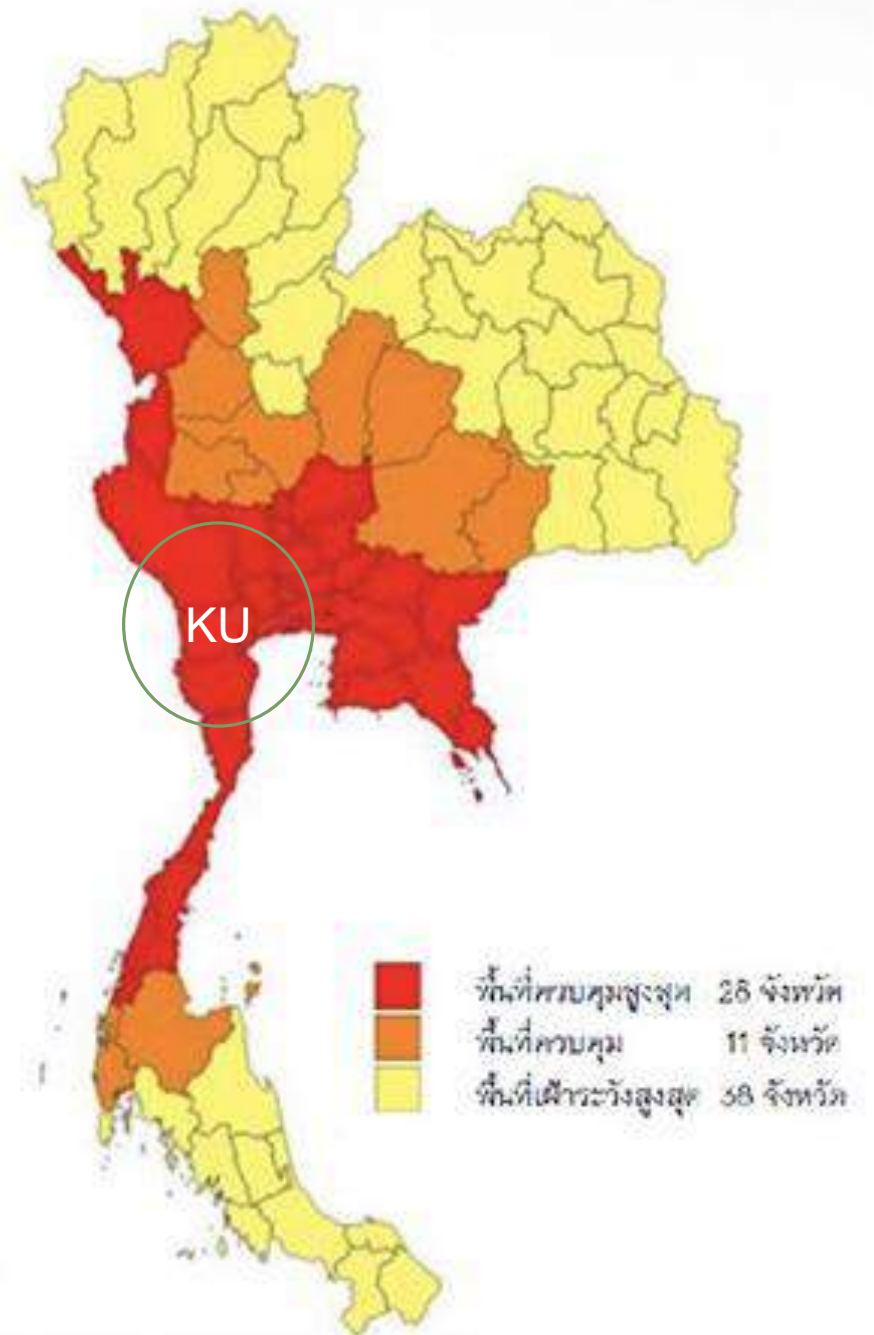 KU
พื้นที่ควบคุมสูงสุด 28 จังหวัด
พื้นที่ควบคุม 11 จังหวัด
พื้นที่เฝ้าระวังสูงสุด 38 จังหวัด